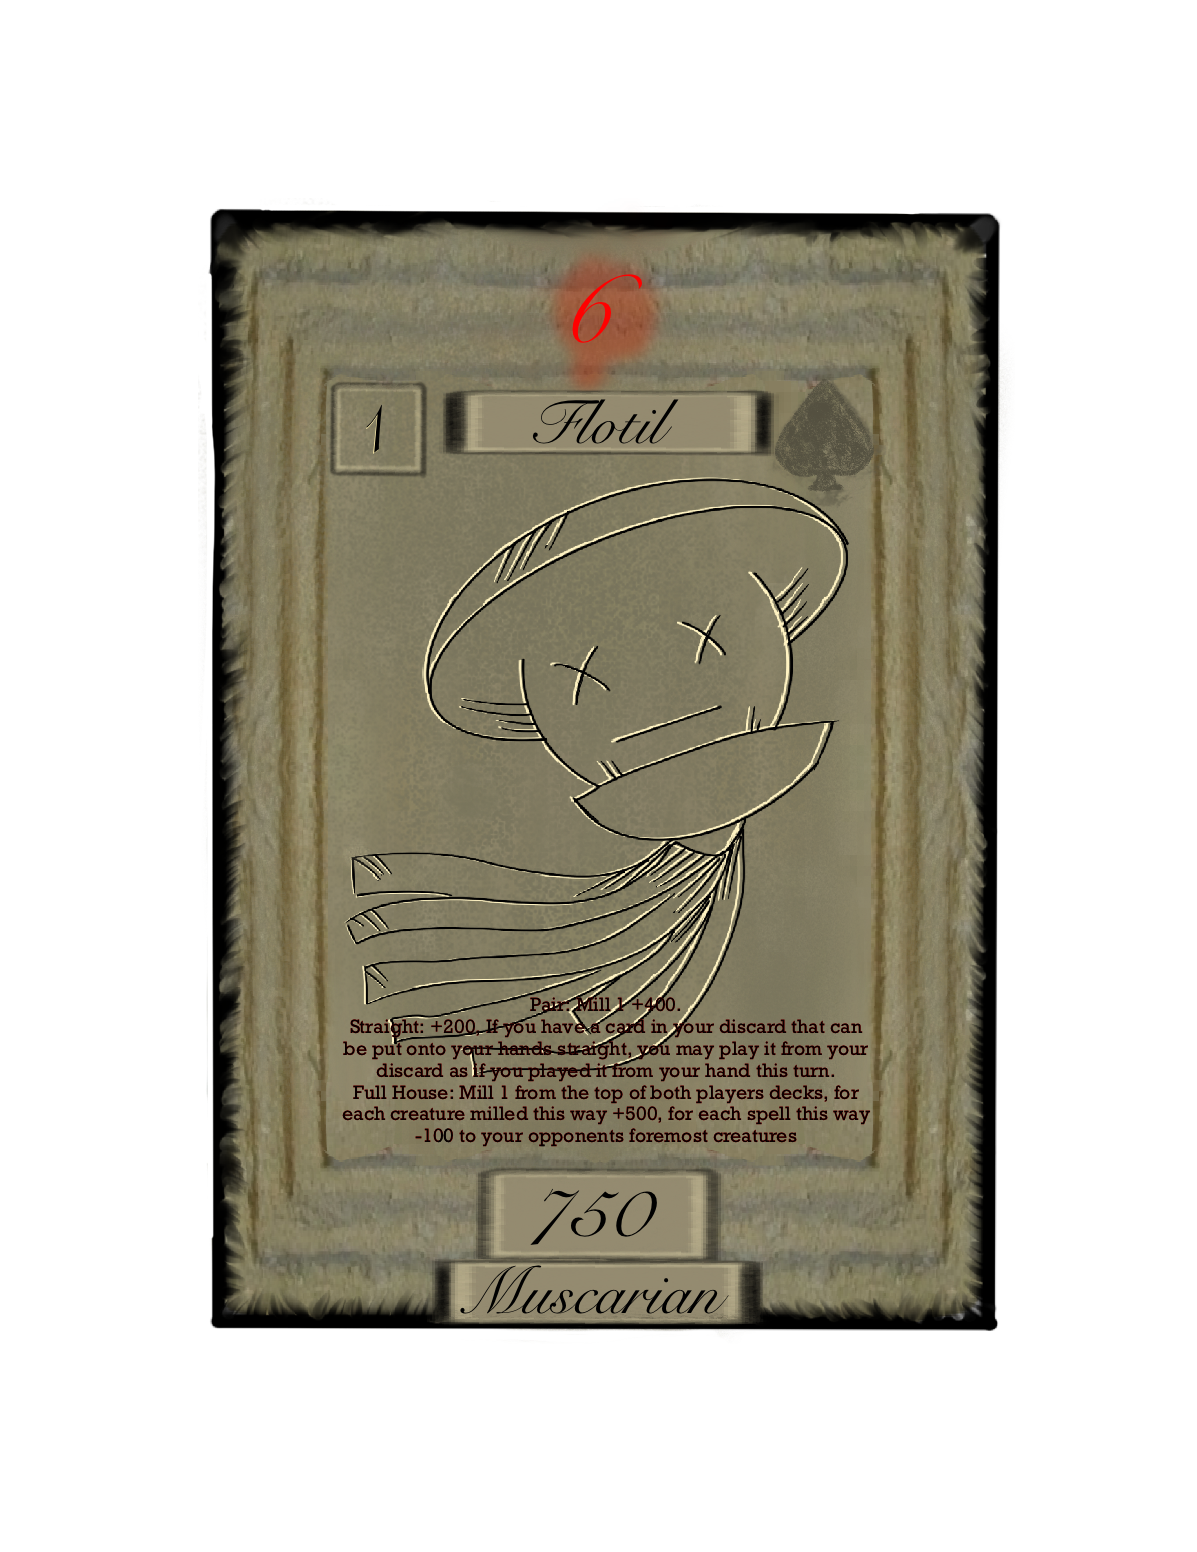 6
1
Flotil
Pair: Mill 1 +400.
Straight: +200, If you have a card in your discard that can
be put onto your hands straight, you may play it from your
discard as if you played it from your hand this turn.
Full House: Mill 1 from the top of both players decks, for
each creature milled this way +500, for each spell this way
-100 to your opponents foremost creatures
750
Muscarian